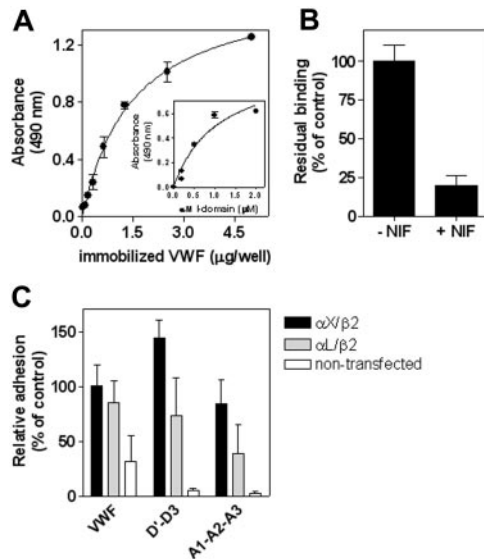 A
Absorbance
(490 nm)
1.2
0.8
0.4
0.0
0.0 1.0 2.0 3.0 4.0 5.0
immobilized VWF (µg/well)
Absorbance
(490 nm)
0.6
0.4
0.2
0.0
0.0 0.5 1.0 1.5 2.0
I-domain (µM)
B
Residual binding
(% of control)
100
75
50
25
0
- NIF + NIF
C
Relative adhesion
(% of control)
150
100
50
0
VWF
D'-D3
A1-A2-A3
αX/β2
αL/β2
non-transfected